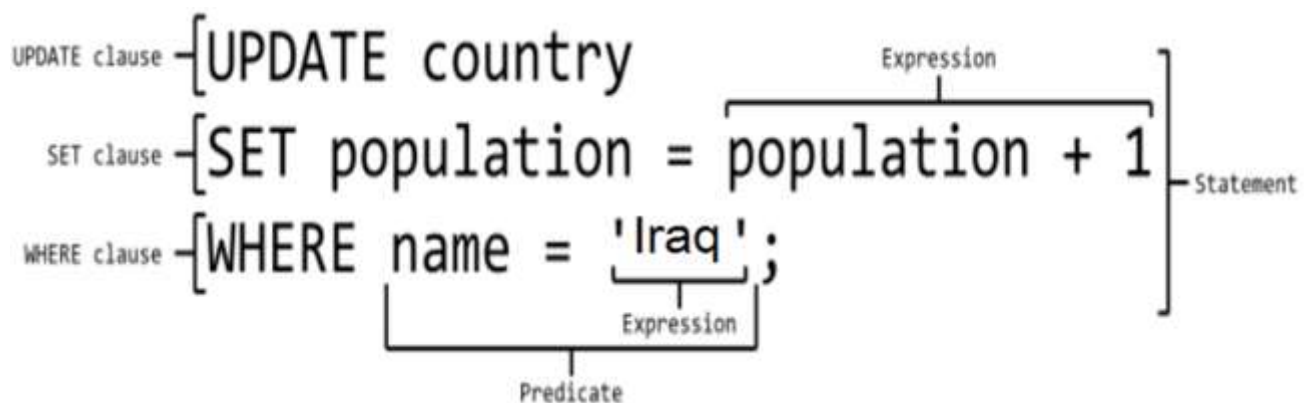 UPDATE clause UPDATE country
Expression
SET clause SET population = population + 1
Statement
WHERE clause WHERE name = 'Iraq';
Expression
Predicate